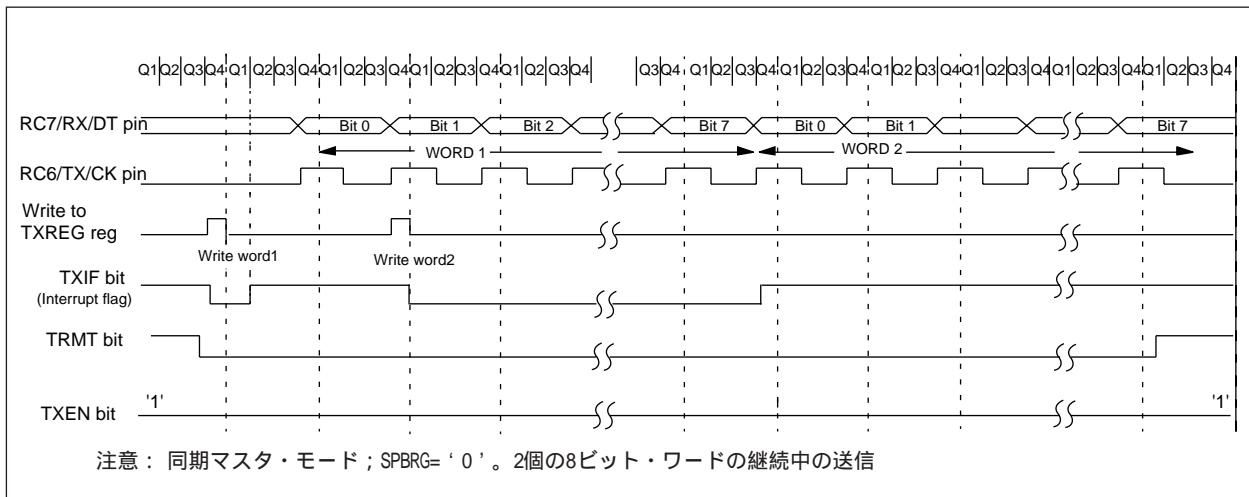 Q1 Q2 Q3 Q4 Q1 Q2 Q3 Q4 Q1 Q2 Q3 Q4 Q1 Q2 Q3 Q4 Q1 Q2 Q3 Q4 Q3 Q4 Q1 Q2 Q3 Q4 Q1 Q2 Q3 Q4 Q1 Q2 Q3 Q4 Q1 Q2 Q3 Q4 Q1 Q2 Q3 Q4 Q1 Q2 Q3 Q4
RC7/RX/DT pin Bit 0 Bit 1 Bit 2 Bit 7 Bit 0 Bit 1 Bit 7
WORD 1 WORD 2
RC6/TX/CK pin
Write to
TXREG reg
Write word1 Write word2
TXIF bit
(Interrupt flag)
TRMT bit
'1' '1'
TXEN bit
注意： 同期マスタ・モード；SPBRG=‘０’。2個の8ビット・ワードの継続中の送信